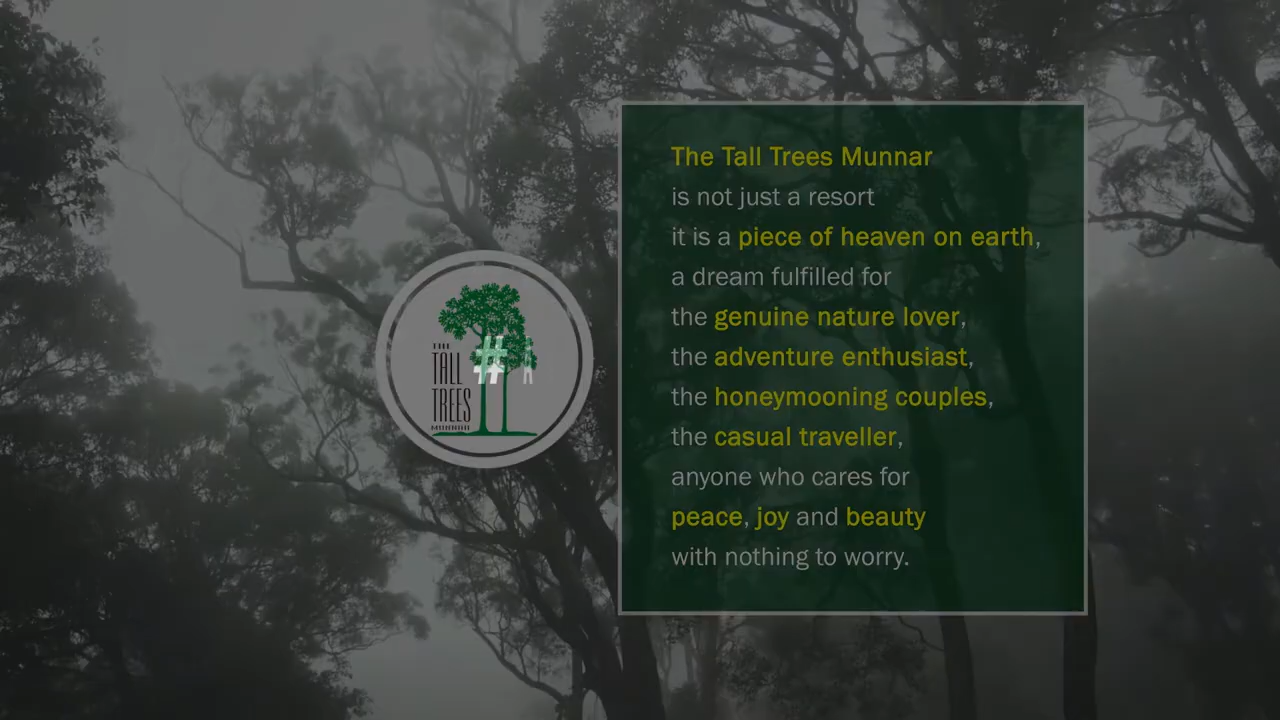 THE
TALL
TREES
MUNNAR
#
The Tall Trees Munnar
is not just a resort
it is a piece of heaven on earth,
a dream fulfilled for
the genuine nature lover,
the adventure enthusiast,
the honeymooning couples,
the casual traveller,
anyone who cares for
peace, joy and beauty
with nothing to worry.